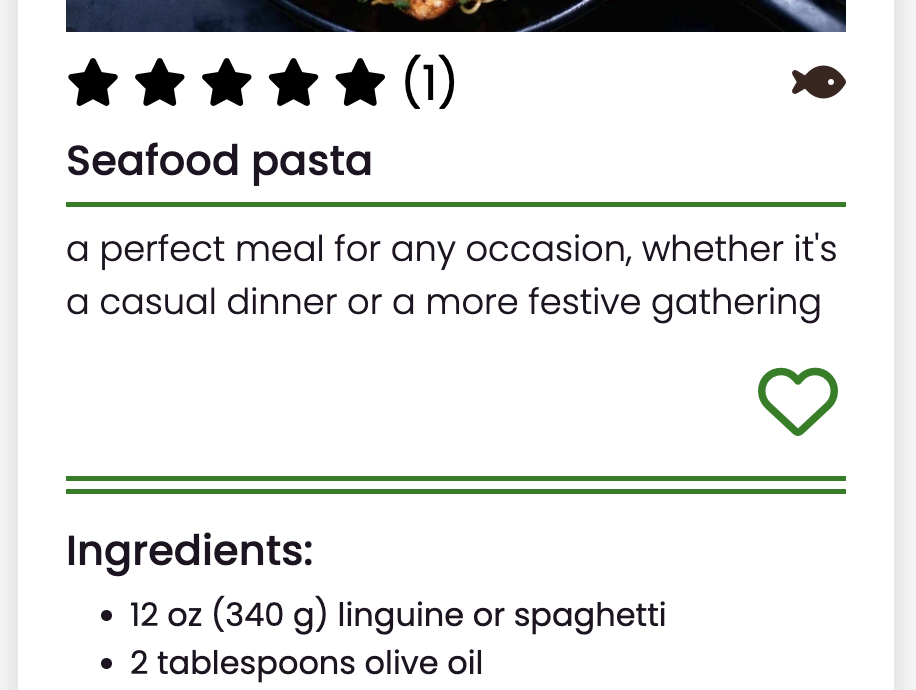 (1)
Seafood pasta
a perfect meal for any occasion, whether it's
a casual dinner or a more festive gathering
Ingredients:
• 12 oz (340 g) linguine or spaghetti
• 2 tablespoons olive oil